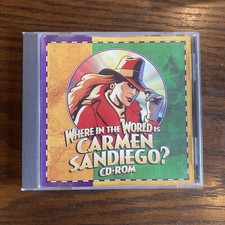 WHERE IN THE WORLD IS
CARMEN
SANDIEGO?
CD-ROM